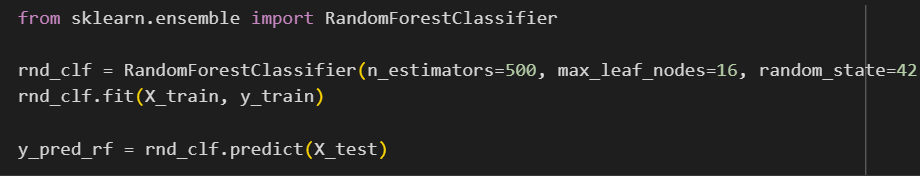 from sklearn.ensemble import RandomForestClassifier
rnd_clf = RandomForestClassifier(n_estimators=500, max_leaf_nodes=16, random_state=42
rnd_clf.fit(X_train, y_train)
y_pred_rf = rnd_clf.predict(X_test)